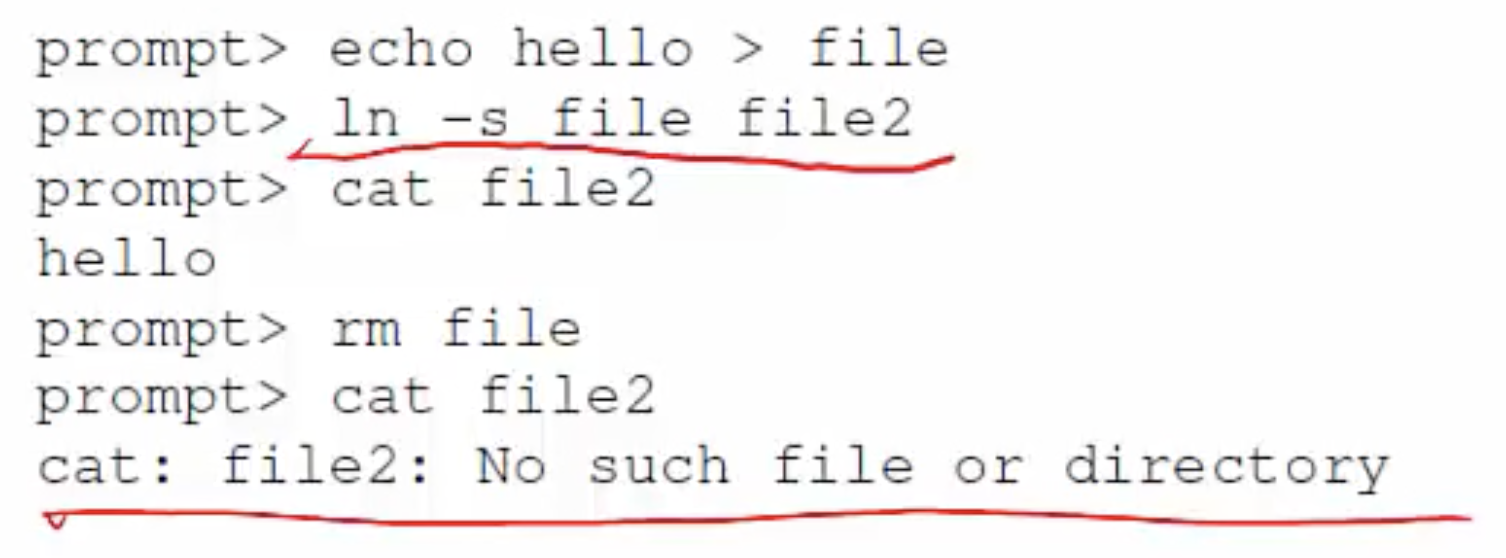 prompt> echo hello > file
prompt> ln -s file file2
prompt> cat file2
hello
prompt> rm file
prompt> cat file2
cat: file2: No such file or directory